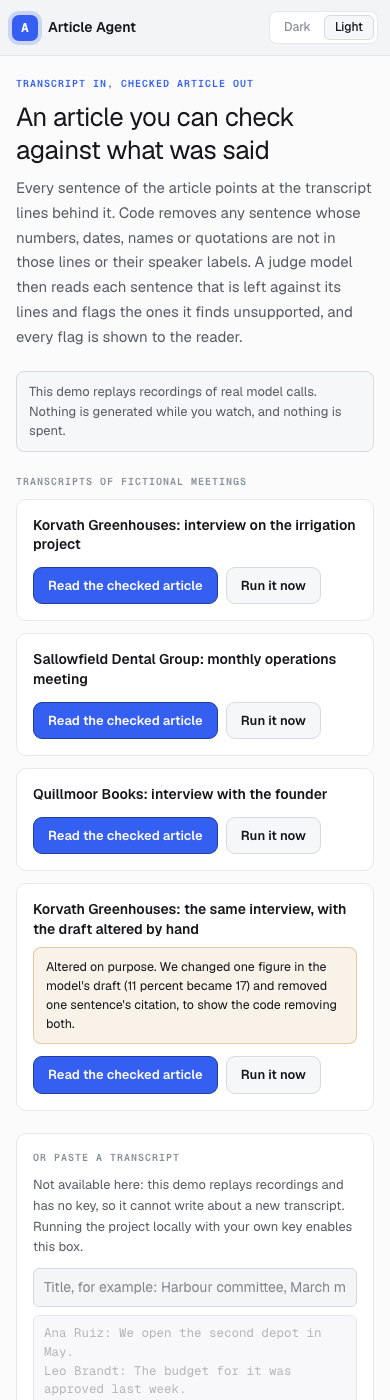 A Article Agent Dark Light
TRANSCRIPT IN, CHECKED ARTICLE OUT
An article you can check
against what was said
Every sentence of the article points at the transcript
lines behind it. Code removes any sentence whose
numbers, dates, names or quotations are not in
those lines or their speaker labels. A judge model
then reads each sentence that is left against its
lines and flags the ones it finds unsupported, and
every flag is shown to the reader.
This demo replays recordings of real model calls.
Nothing is generated while you watch, and nothing is
spent.
TRANSCRIPTS OF FICTIONAL MEETINGS
Korvath Greenhouses: interview on the irrigation
project
Read the checked article Run it now
Sallowfield Dental Group: monthly operations
meeting
Read the checked article Run it now
Quillmoor Books: interview with the founder
Read the checked article Run it now
Korvath Greenhouses: the same interview, with
the draft altered by hand
Altered on purpose. We changed one figure in the
model's draft (11 percent became 17) and removed
one sentence's citation, to show the code removing
both.
Read the checked article Run it now
OR PASTE A TRANSCRIPT
Not available here: this demo replays recordings and
has no key, so it cannot write about a new transcript.
Running the project locally with your own key enables
this box.
Title, for example: Harbour committee, March m
Ana Ruiz: We open the second depot in
May.
Leo Brandt: The budget for it was
approved last week.